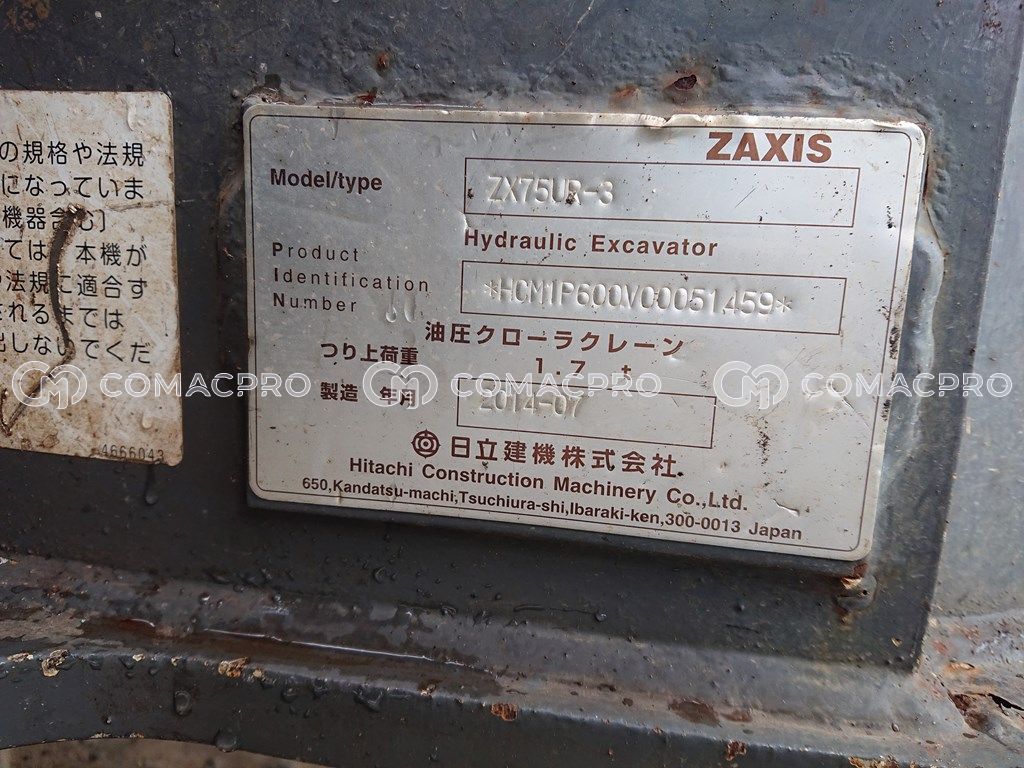 の規格や法規
になっていま
ては 本機が
法規に適合ず
れるまでは
出しないでくだ
4666043
ZAXIS
Model/type
ZX75UR-3
Hydraulic Excavator
Product
Identification
Number
*HCM1P600V00051459*
油圧クローラクレーン
つり上荷重 1.7 t
製造 年月 2014-07
日立建機株式会社
Hitachi Construction Machinery Co.,Ltd.
650,Kandatsu-machi,Tsuchiura-shi,Ibaraki-ken,300-0013 Japan
COMACPRO COMACPRO COMACPRO